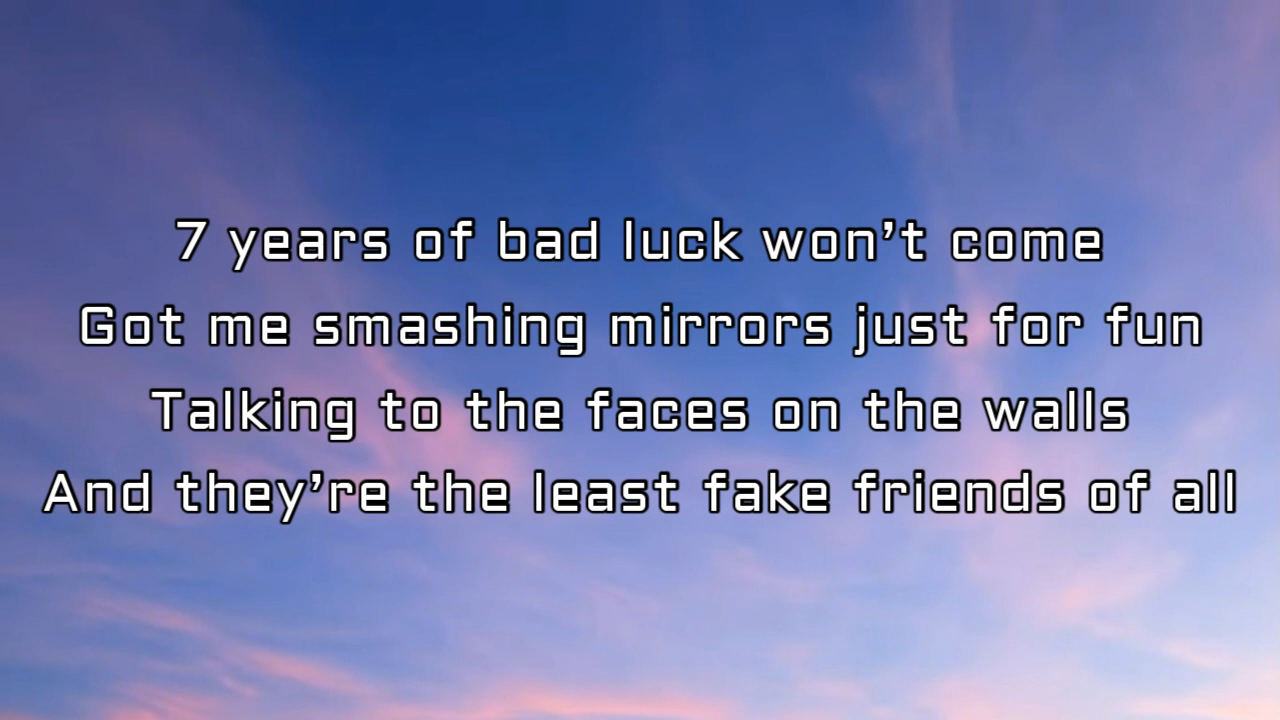 7 years of bad luck won’t come
Got me smashing mirrors just for fun
Talking to the faces on the walls
And they’re the least fake friends of all